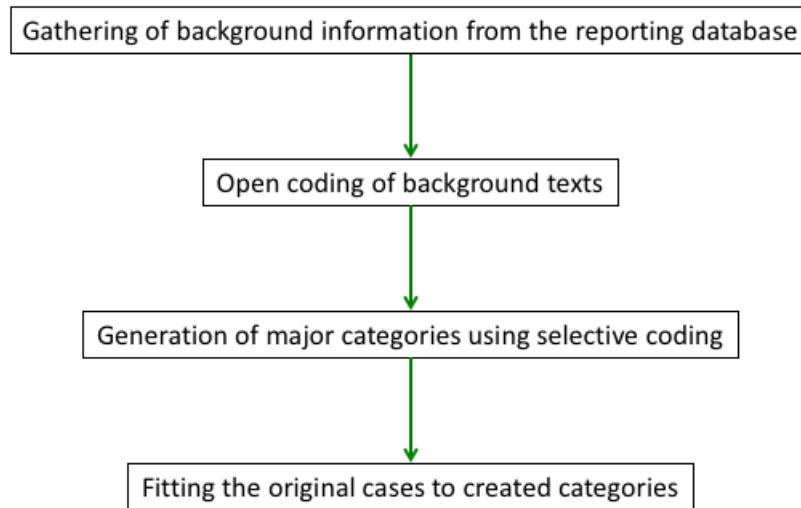 Gathering of background information from the reporting database
Open coding of background texts
Generation of major categories using selective coding
Fitting the original cases to created categories